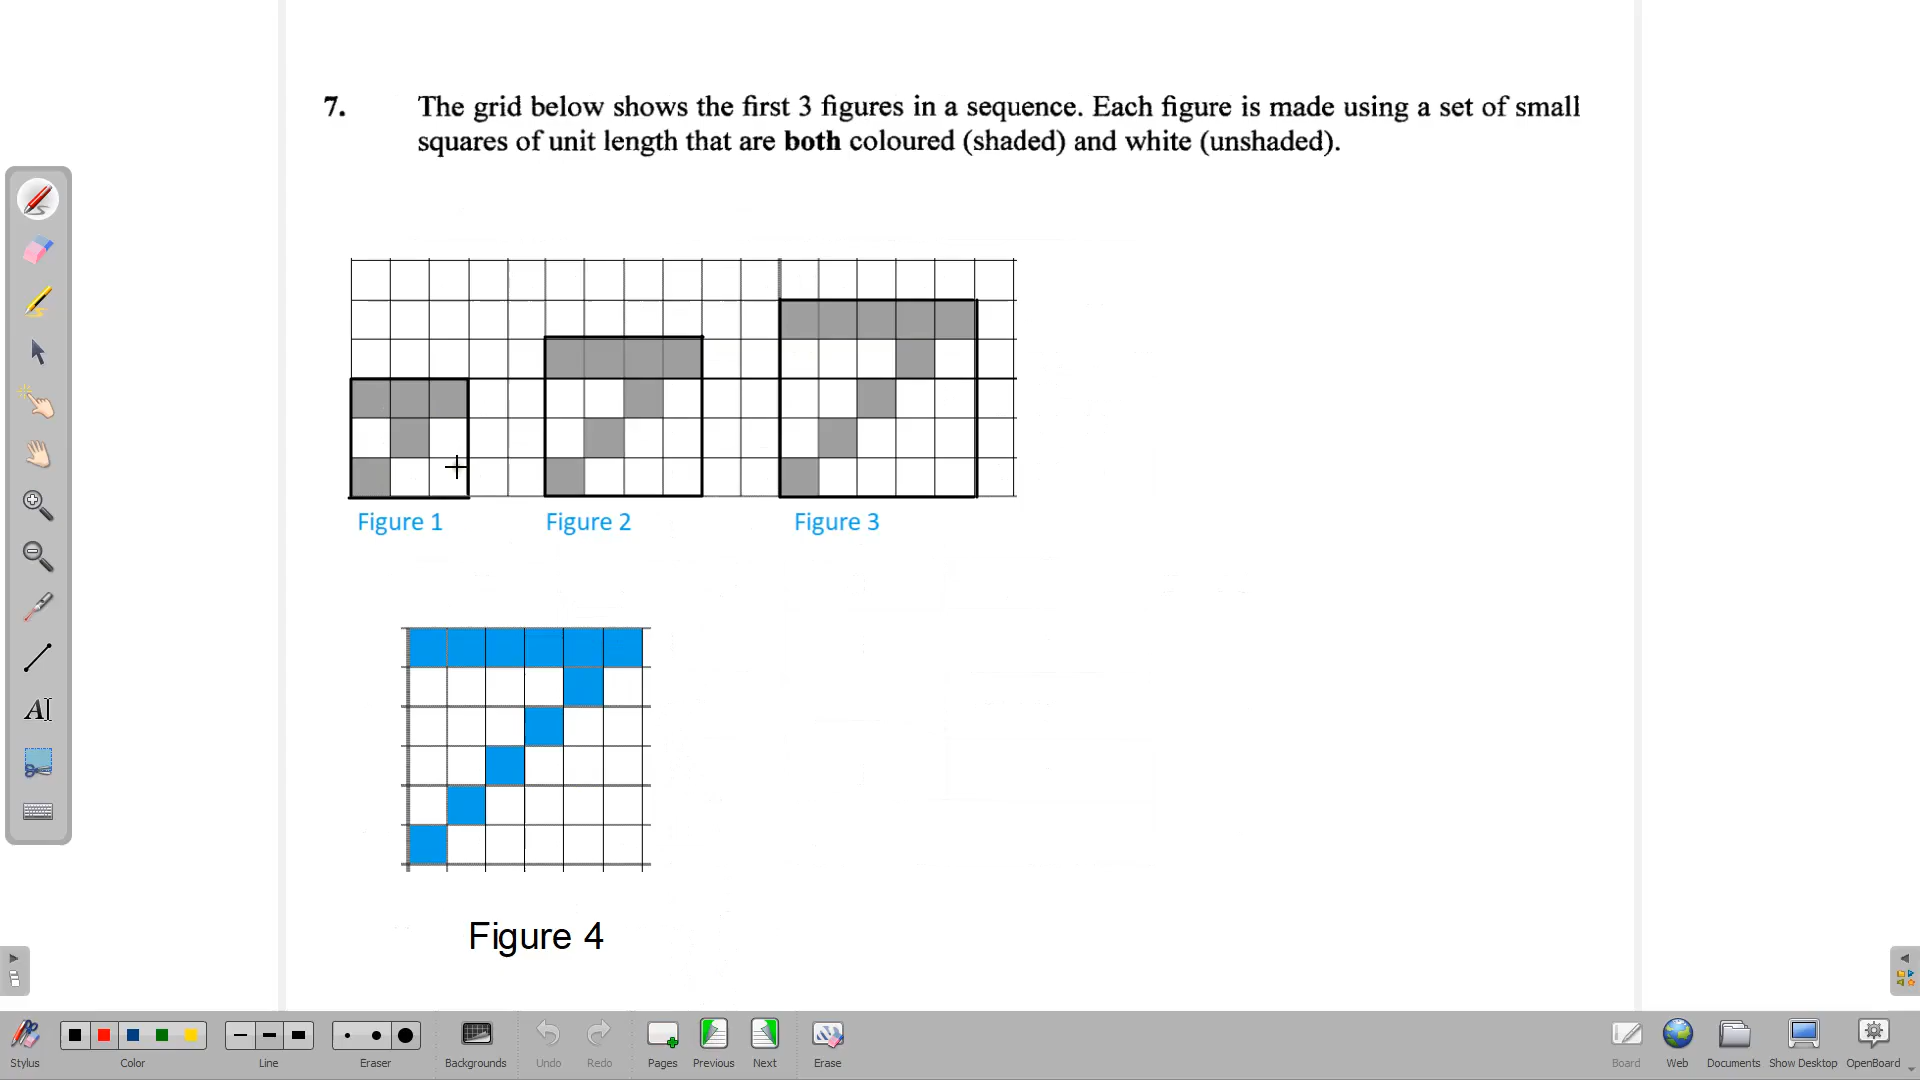 7. The grid below shows the first 3 figures in a sequence. Each figure is made using a set of small
squares of unit length that are both coloured (shaded) and white (unshaded).
Figure 1
Figure 2
Figure 3
Figure 4
AI
Stylus
Color
Line
Eraser
Backgrounds
Undo
Redo
Pages
Previous
Next
Erase
Board
Web
Documents
Show Desktop
OpenBoard